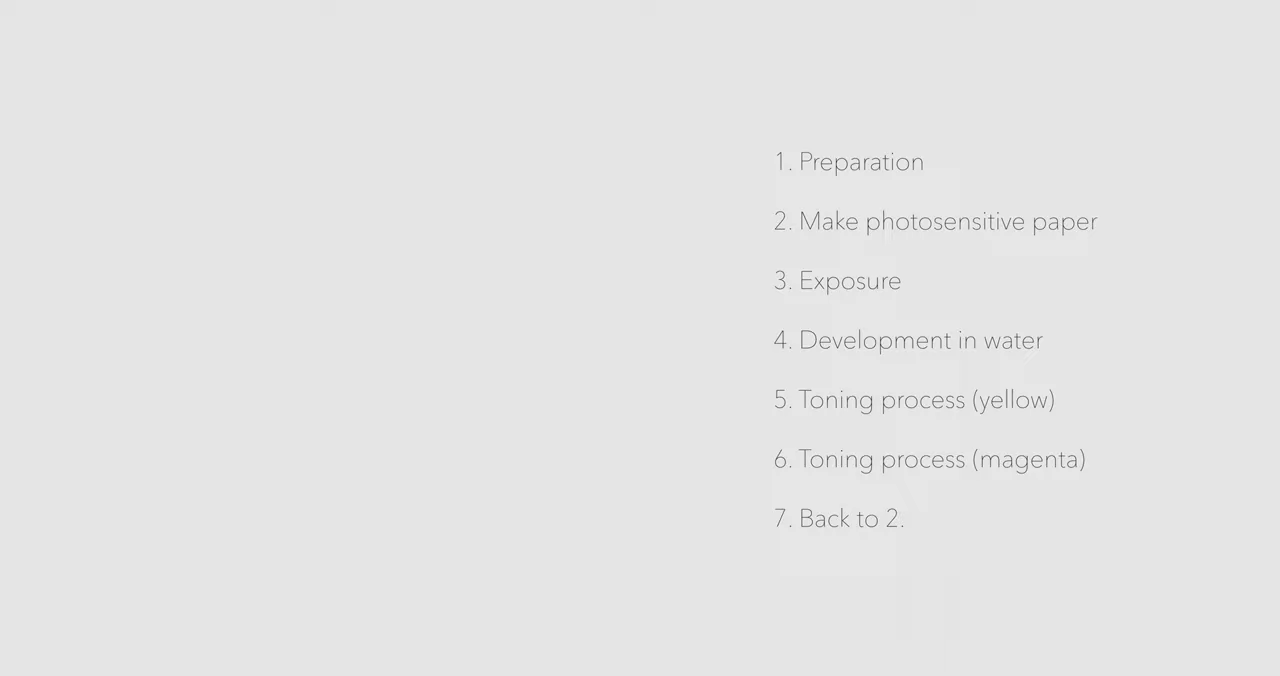 1. Preparation
2. Make photosensitive paper
3. Exposure
4. Development in water
5. Toning process (yellow)
6. Toning process (magenta)
7. Back to 2.